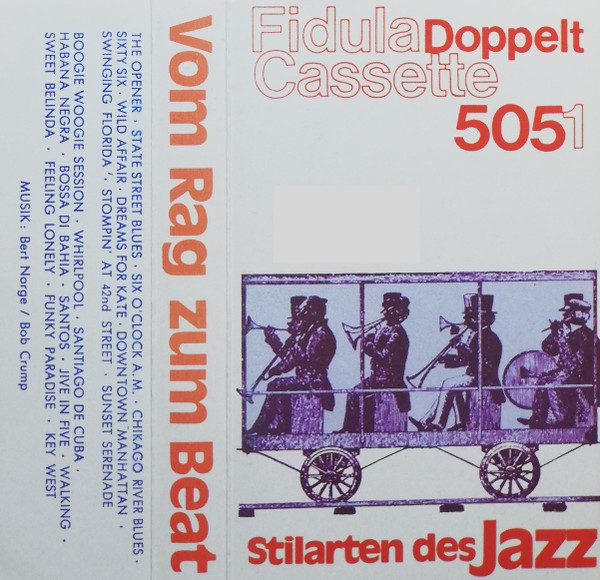 Fidula Doppelt
Cassette
5051
Stilarten des Jazz
Vom Rag zum Beat
THE OPENER · STATE STREET BLUES · SIX O'CLOCK A.M. · CHIKAGO RIVER BLUES ·
SIXTY SIX · WILD AFFAIR · DREAMS FOR KATE · DOWNTOWN MANHATTAN ·
SWINGING FLORIDA · STOMPIN' AT 42nd STREET · SUNSET SERENADE
BOOGIE WOOGIE SESSION · WHIRLPOOL · SANTIAGO DE CUBA ·
HABANA NEGRA · BOSSA DI BAHIA · SANTOS · JIVE IN FIVE · WALKING ·
SWEET BELINDA · FEELING LONELY · FUNKY PARADISE · KEY WEST
MUSIK: Bert Norge / Bob Crump